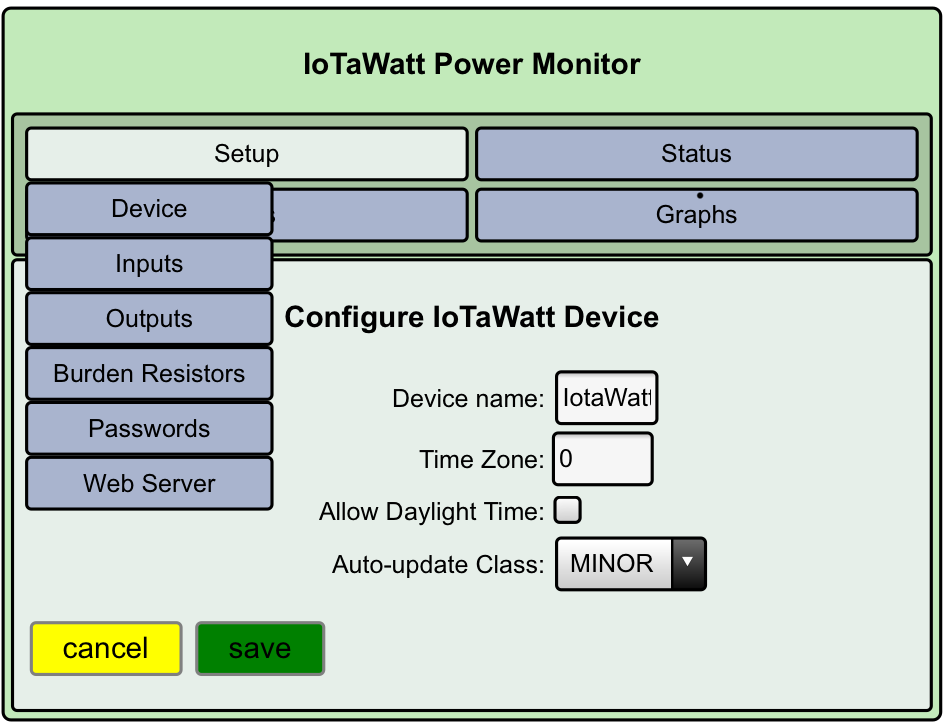 IoTaWatt Power Monitor
Setup
Status
Device
Graphs
Inputs
Outputs
Configure IoTaWatt Device
Burden Resistors
Device name: IotaWatt
Passwords
Time Zone: 0
Web Server
Allow Daylight Time:
Auto-update Class: MINOR
cancel save